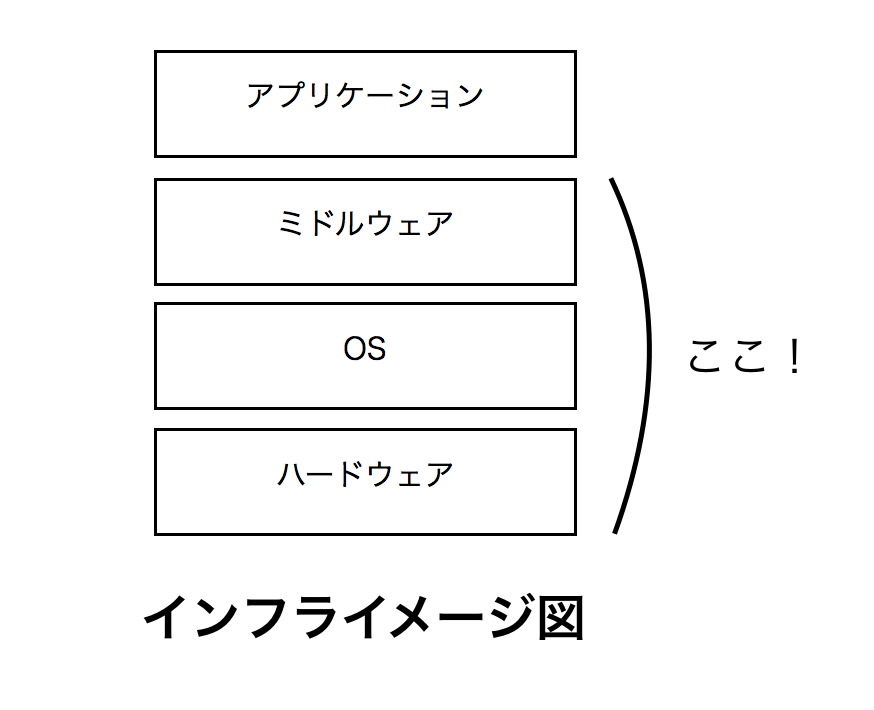 アプリケーション
ミドルウェア
OS
ここ！
ハードウェア
インフライメージ図